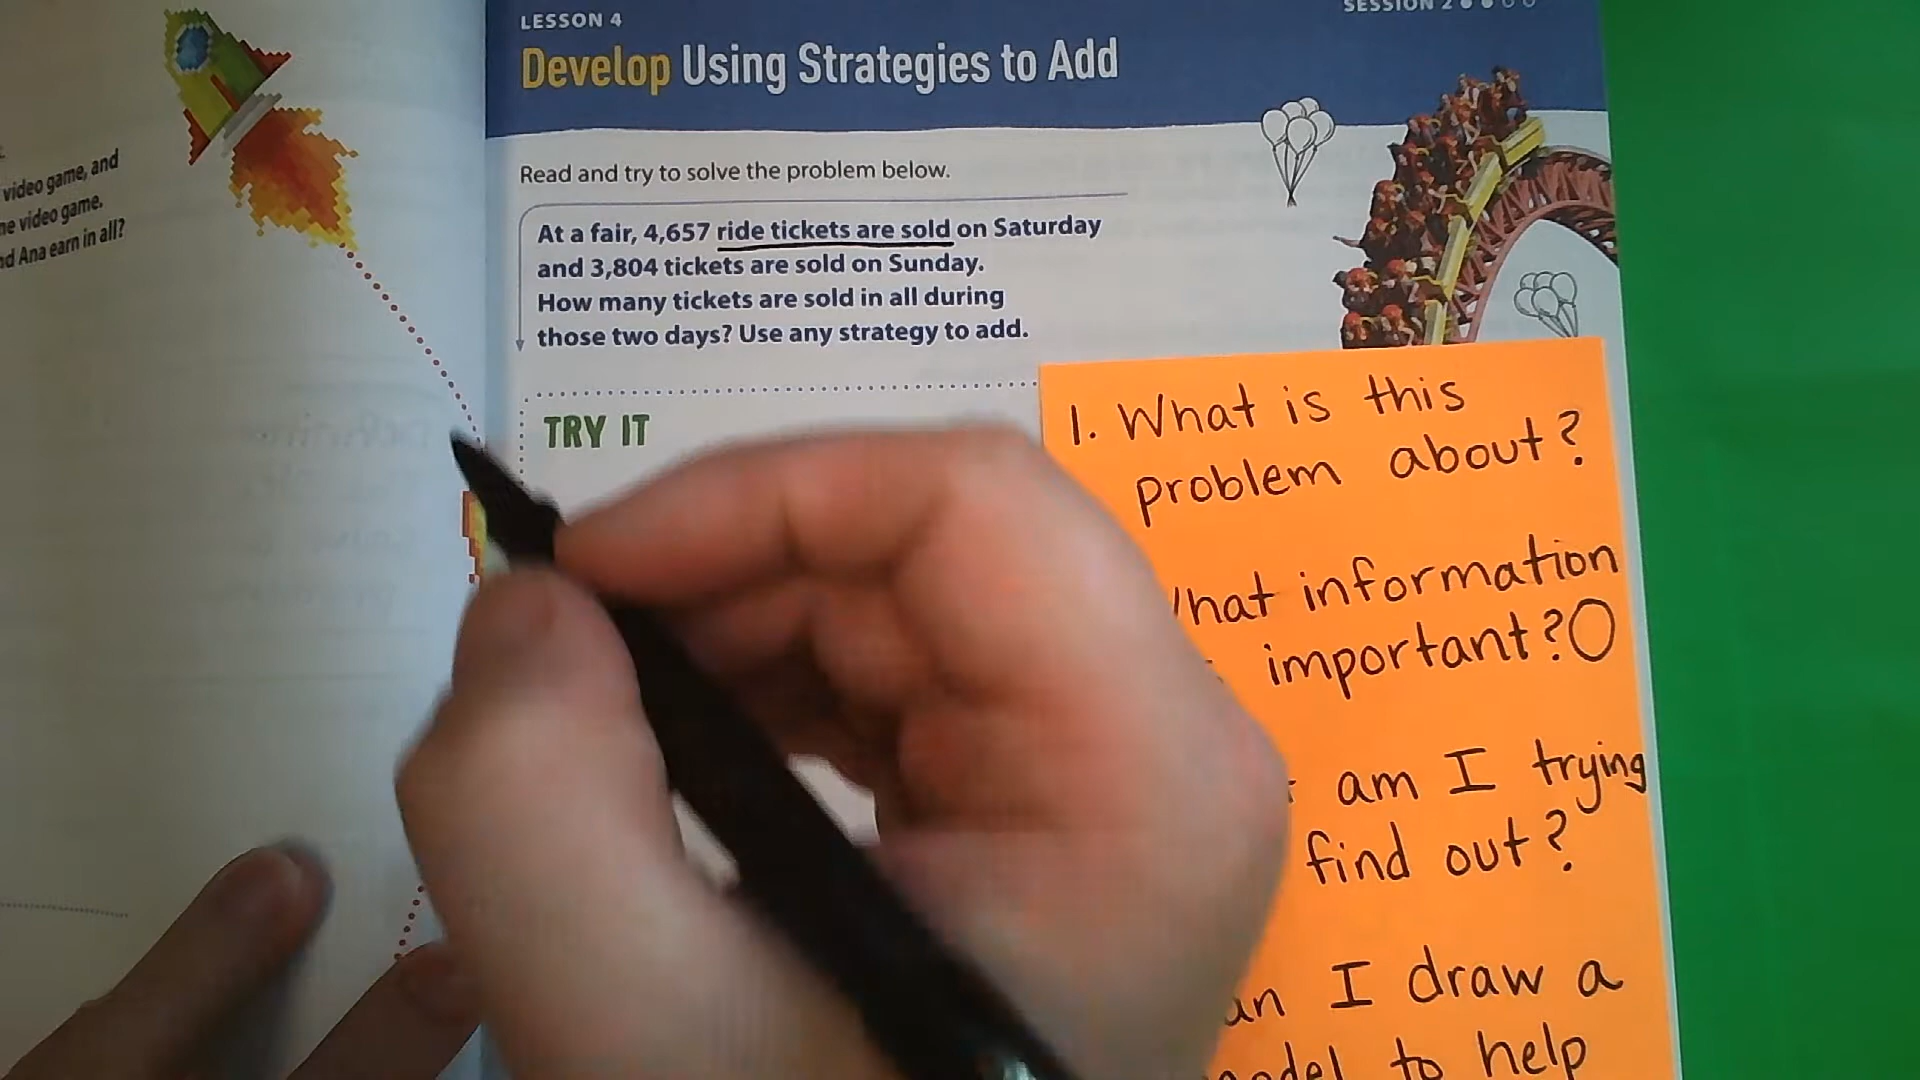 video game, and
video game.
Ana earn in all?
LESSON 4
SESSION 2
Develop Using Strategies to Add
Read and try to solve the problem below.
At a fair, 4,657 ride tickets are sold on Saturday
and 3,804 tickets are sold on Sunday.
How many tickets are sold in all during
those two days? Use any strategy to add.
TRY IT
1. What is this
problem about?
hat information
important?
am I trying
find out?
an I draw a
odel to help